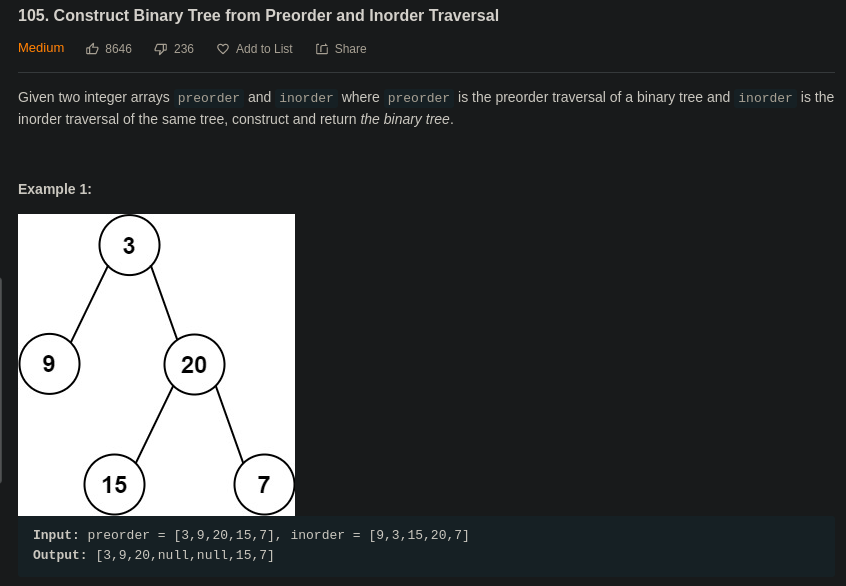 105. Construct Binary Tree from Preorder and Inorder Traversal
Medium 8646 236 Add to List Share
Given two integer arrays preorder and inorder where preorder is the preorder traversal of a binary tree and inorder is the
inorder traversal of the same tree, construct and return the binary tree.
Example 1:
3
9 20
15 7
Input: preorder = [3,9,20,15,7], inorder = [9,3,15,20,7]
Output: [3,9,20,null,null,15,7]